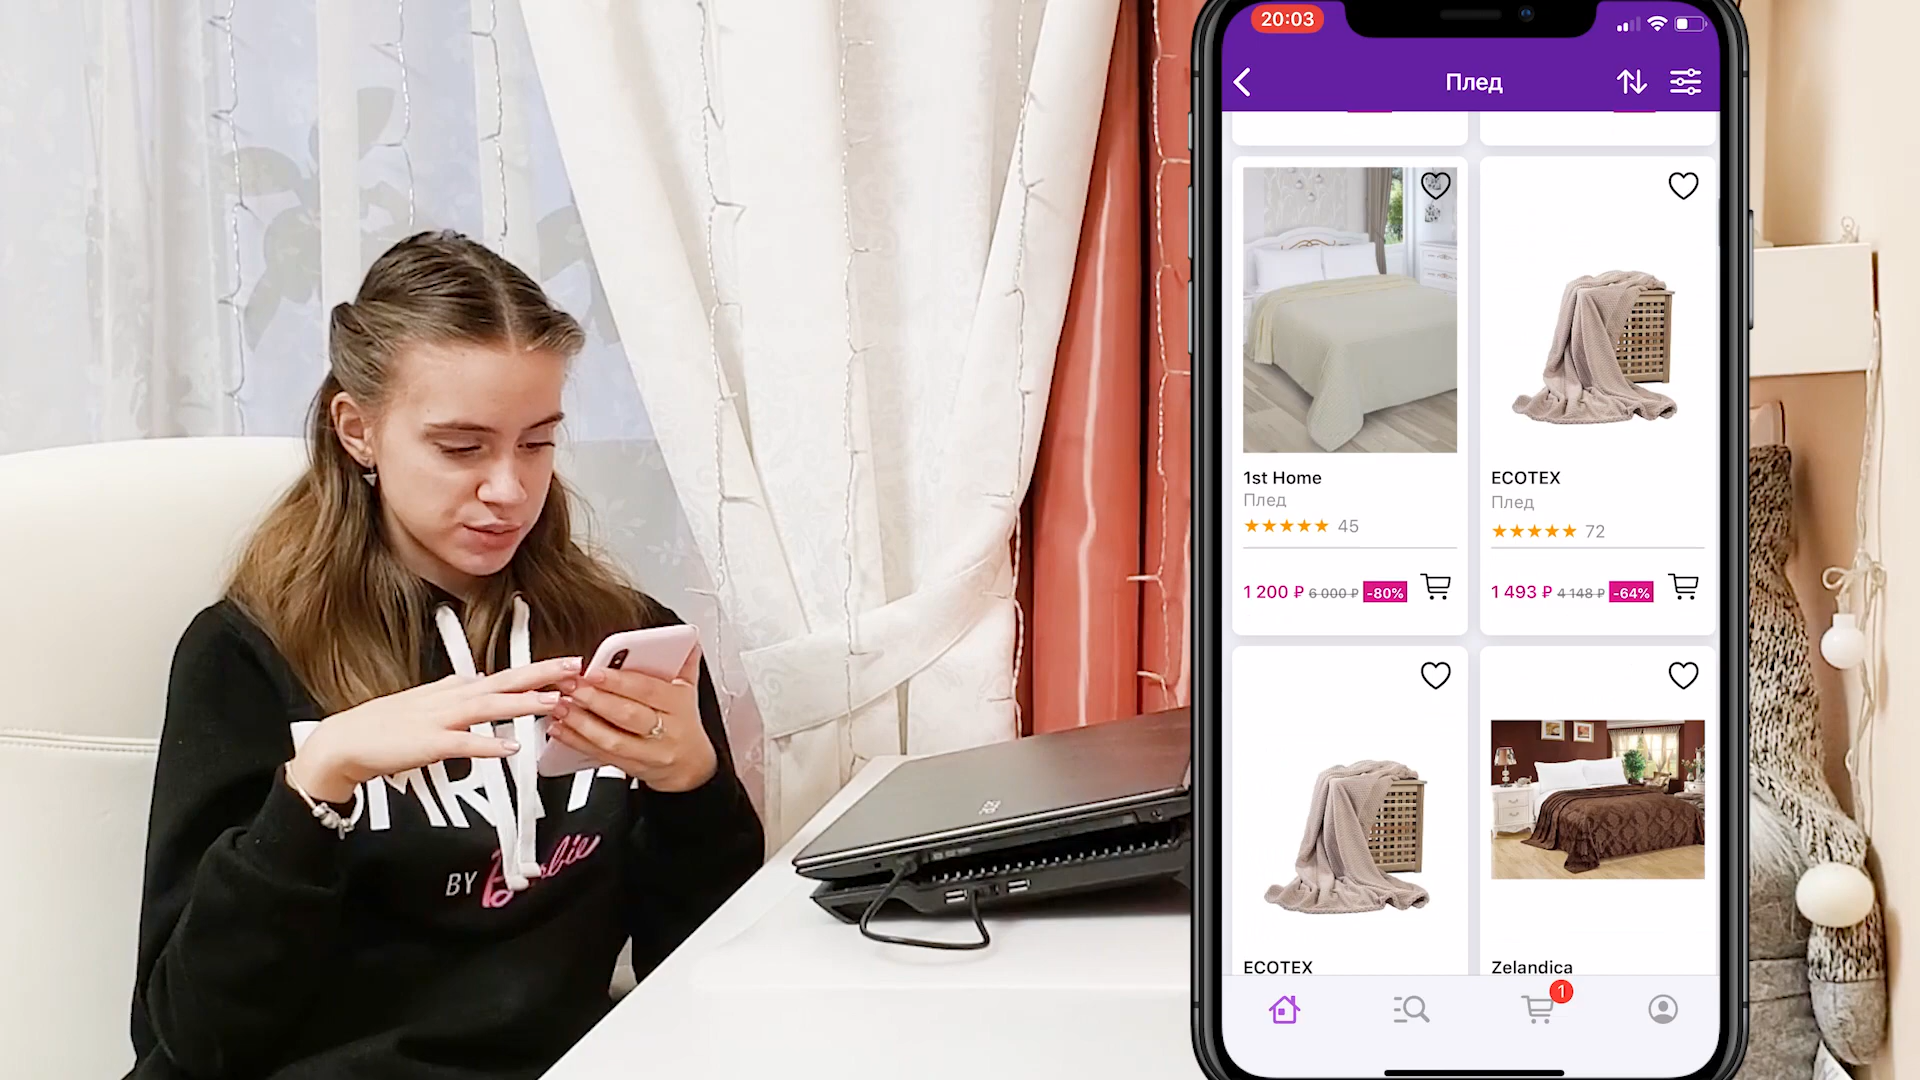 20:03
Плед
1st Home
Плед
45
1 200 ₽ 6 000 ₽ -80%
ECOTEX
Плед
72
1 493 ₽ 4 148 ₽ -64%
ECOTEX
Zelandica
1
BY Barbie